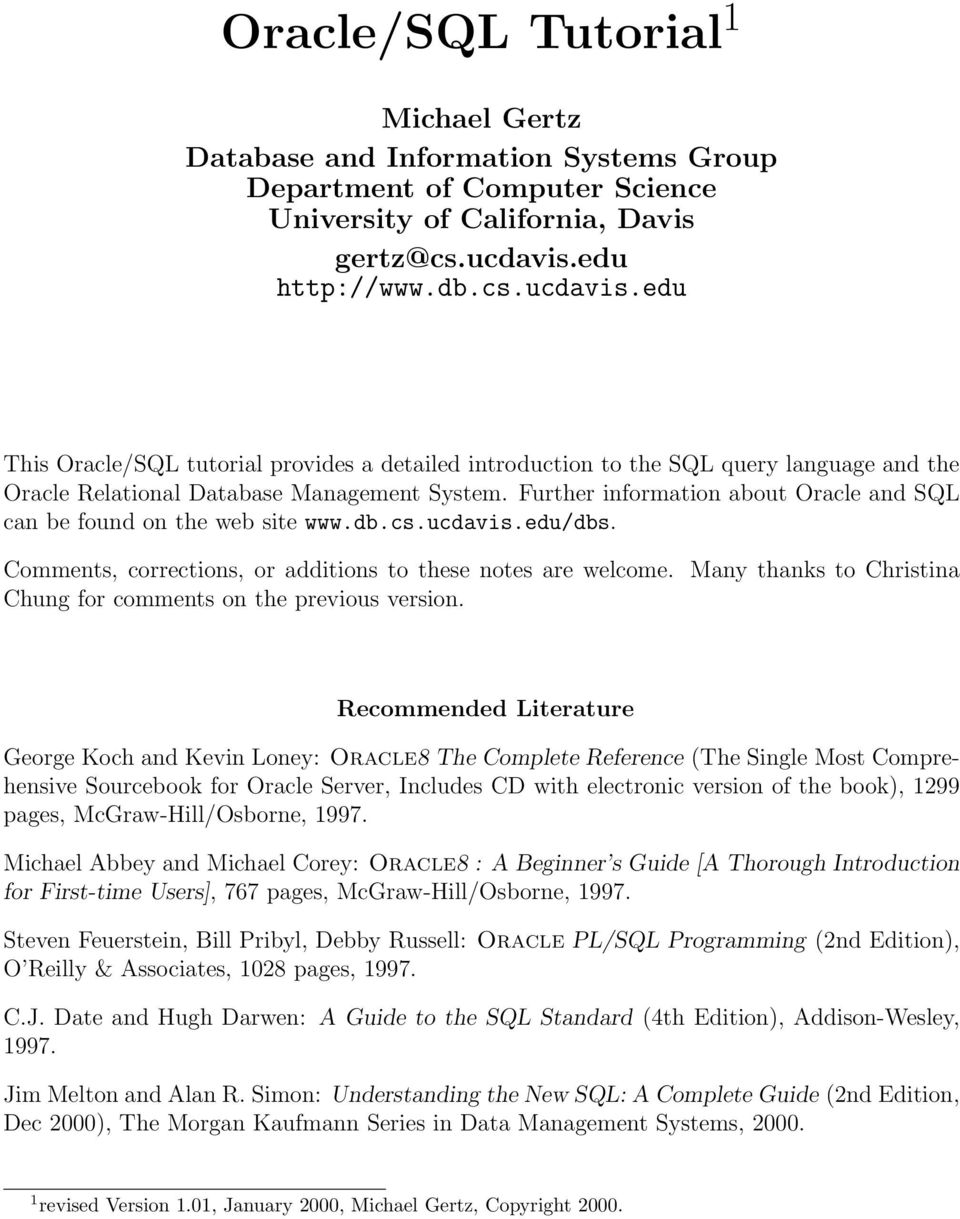 Oracle/SQL Tutorial1
Michael Gertz
Database and Information Systems Group
Department of Computer Science
University of California, Davis
gertz@cs.ucdavis.edu
http://www.db.cs.ucdavis.edu
This Oracle/SQL tutorial provides a detailed introduction to the SQL query language and the
Oracle Relational Database Management System. Further information about Oracle and SQL
can be found on the web site www.db.cs.ucdavis.edu/dbs.
Comments, corrections, or additions to these notes are welcome. Many thanks to Christina
Chung for comments on the previous version.
Recommended Literature
George Koch and Kevin Loney: ORACLE8 The Complete Reference (The Single Most Compre-
hensive Sourcebook for Oracle Server, Includes CD with electronic version of the book), 1299
pages, McGraw-Hill/Osborne, 1997.
Michael Abbey and Michael Corey: ORACLE8 : A Beginner's Guide [A Thorough Introduction
for First-time Users], 767 pages, McGraw-Hill/Osborne, 1997.
Steven Feuerstein, Bill Pribyl, Debby Russell: ORACLE PL/SQL Programming (2nd Edition),
O'Reilly & Associates, 1028 pages, 1997.
C.J. Date and Hugh Darwen: A Guide to the SQL Standard (4th Edition), Addison-Wesley,
1997.
Jim Melton and Alan R. Simon: Understanding the New SQL: A Complete Guide (2nd Edition,
Dec 2000), The Morgan Kaufmann Series in Data Management Systems, 2000.
1revised Version 1.01, January 2000, Michael Gertz, Copyright 2000.